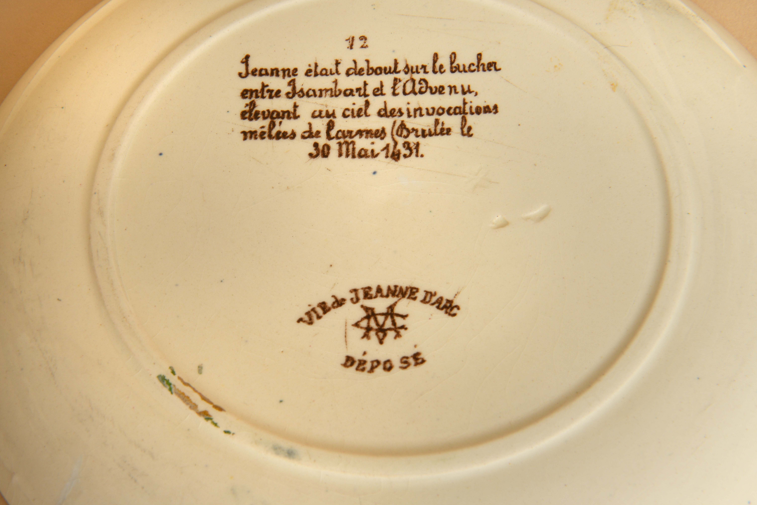 12
Jeanne était debout sur le bucher
entre Isambart et l'Advenu,
élevant au ciel des invocations
mêlées de larmes (Brulée le
30 Mai 1431.
VIE de JEANNE D'ARC
DÉPOSÉ